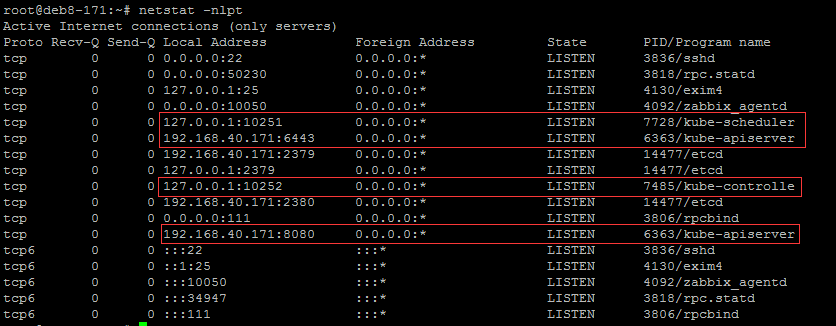 root@deb8-171:~# netstat -nlpt
Active Internet connections (only servers)
Proto Recv-Q Send-Q Local Address           Foreign Address         State       PID/Program name
tcp        0      0 0.0.0.0:22              0.0.0.0:*               LISTEN      3836/sshd
tcp        0      0 0.0.0.0:50230           0.0.0.0:*               LISTEN      3818/rpc.statd
tcp        0      0 127.0.0.1:25            0.0.0.0:*               LISTEN      4130/exim4
tcp        0      0 0.0.0.0:10050           0.0.0.0:*               LISTEN      4092/zabbix_agentd
tcp        0      0 127.0.0.1:10251         0.0.0.0:*               LISTEN      7728/kube-scheduler
tcp        0      0 192.168.40.171:6443     0.0.0.0:*               LISTEN      6363/kube-apiserver
tcp        0      0 192.168.40.171:2379     0.0.0.0:*               LISTEN      14477/etcd
tcp        0      0 127.0.0.1:2379          0.0.0.0:*               LISTEN      14477/etcd
tcp        0      0 127.0.0.1:10252         0.0.0.0:*               LISTEN      7485/kube-controlle
tcp        0      0 192.168.40.171:2380     0.0.0.0:*               LISTEN      14477/etcd
tcp        0      0 0.0.0.0:111             0.0.0.0:*               LISTEN      3806/rpcbind
tcp        0      0 192.168.40.171:8080     0.0.0.0:*               LISTEN      6363/kube-apiserver
tcp6       0      0 :::22                   :::*                    LISTEN      3836/sshd
tcp6       0      0 ::1:25                  :::*                    LISTEN      4130/exim4
tcp6       0      0 :::10050                :::*                    LISTEN      4092/zabbix_agentd
tcp6       0      0 :::34947                :::*                    LISTEN      3818/rpc.statd
tcp6       0      0 :::111                  :::*                    LISTEN      3806/rpcbind